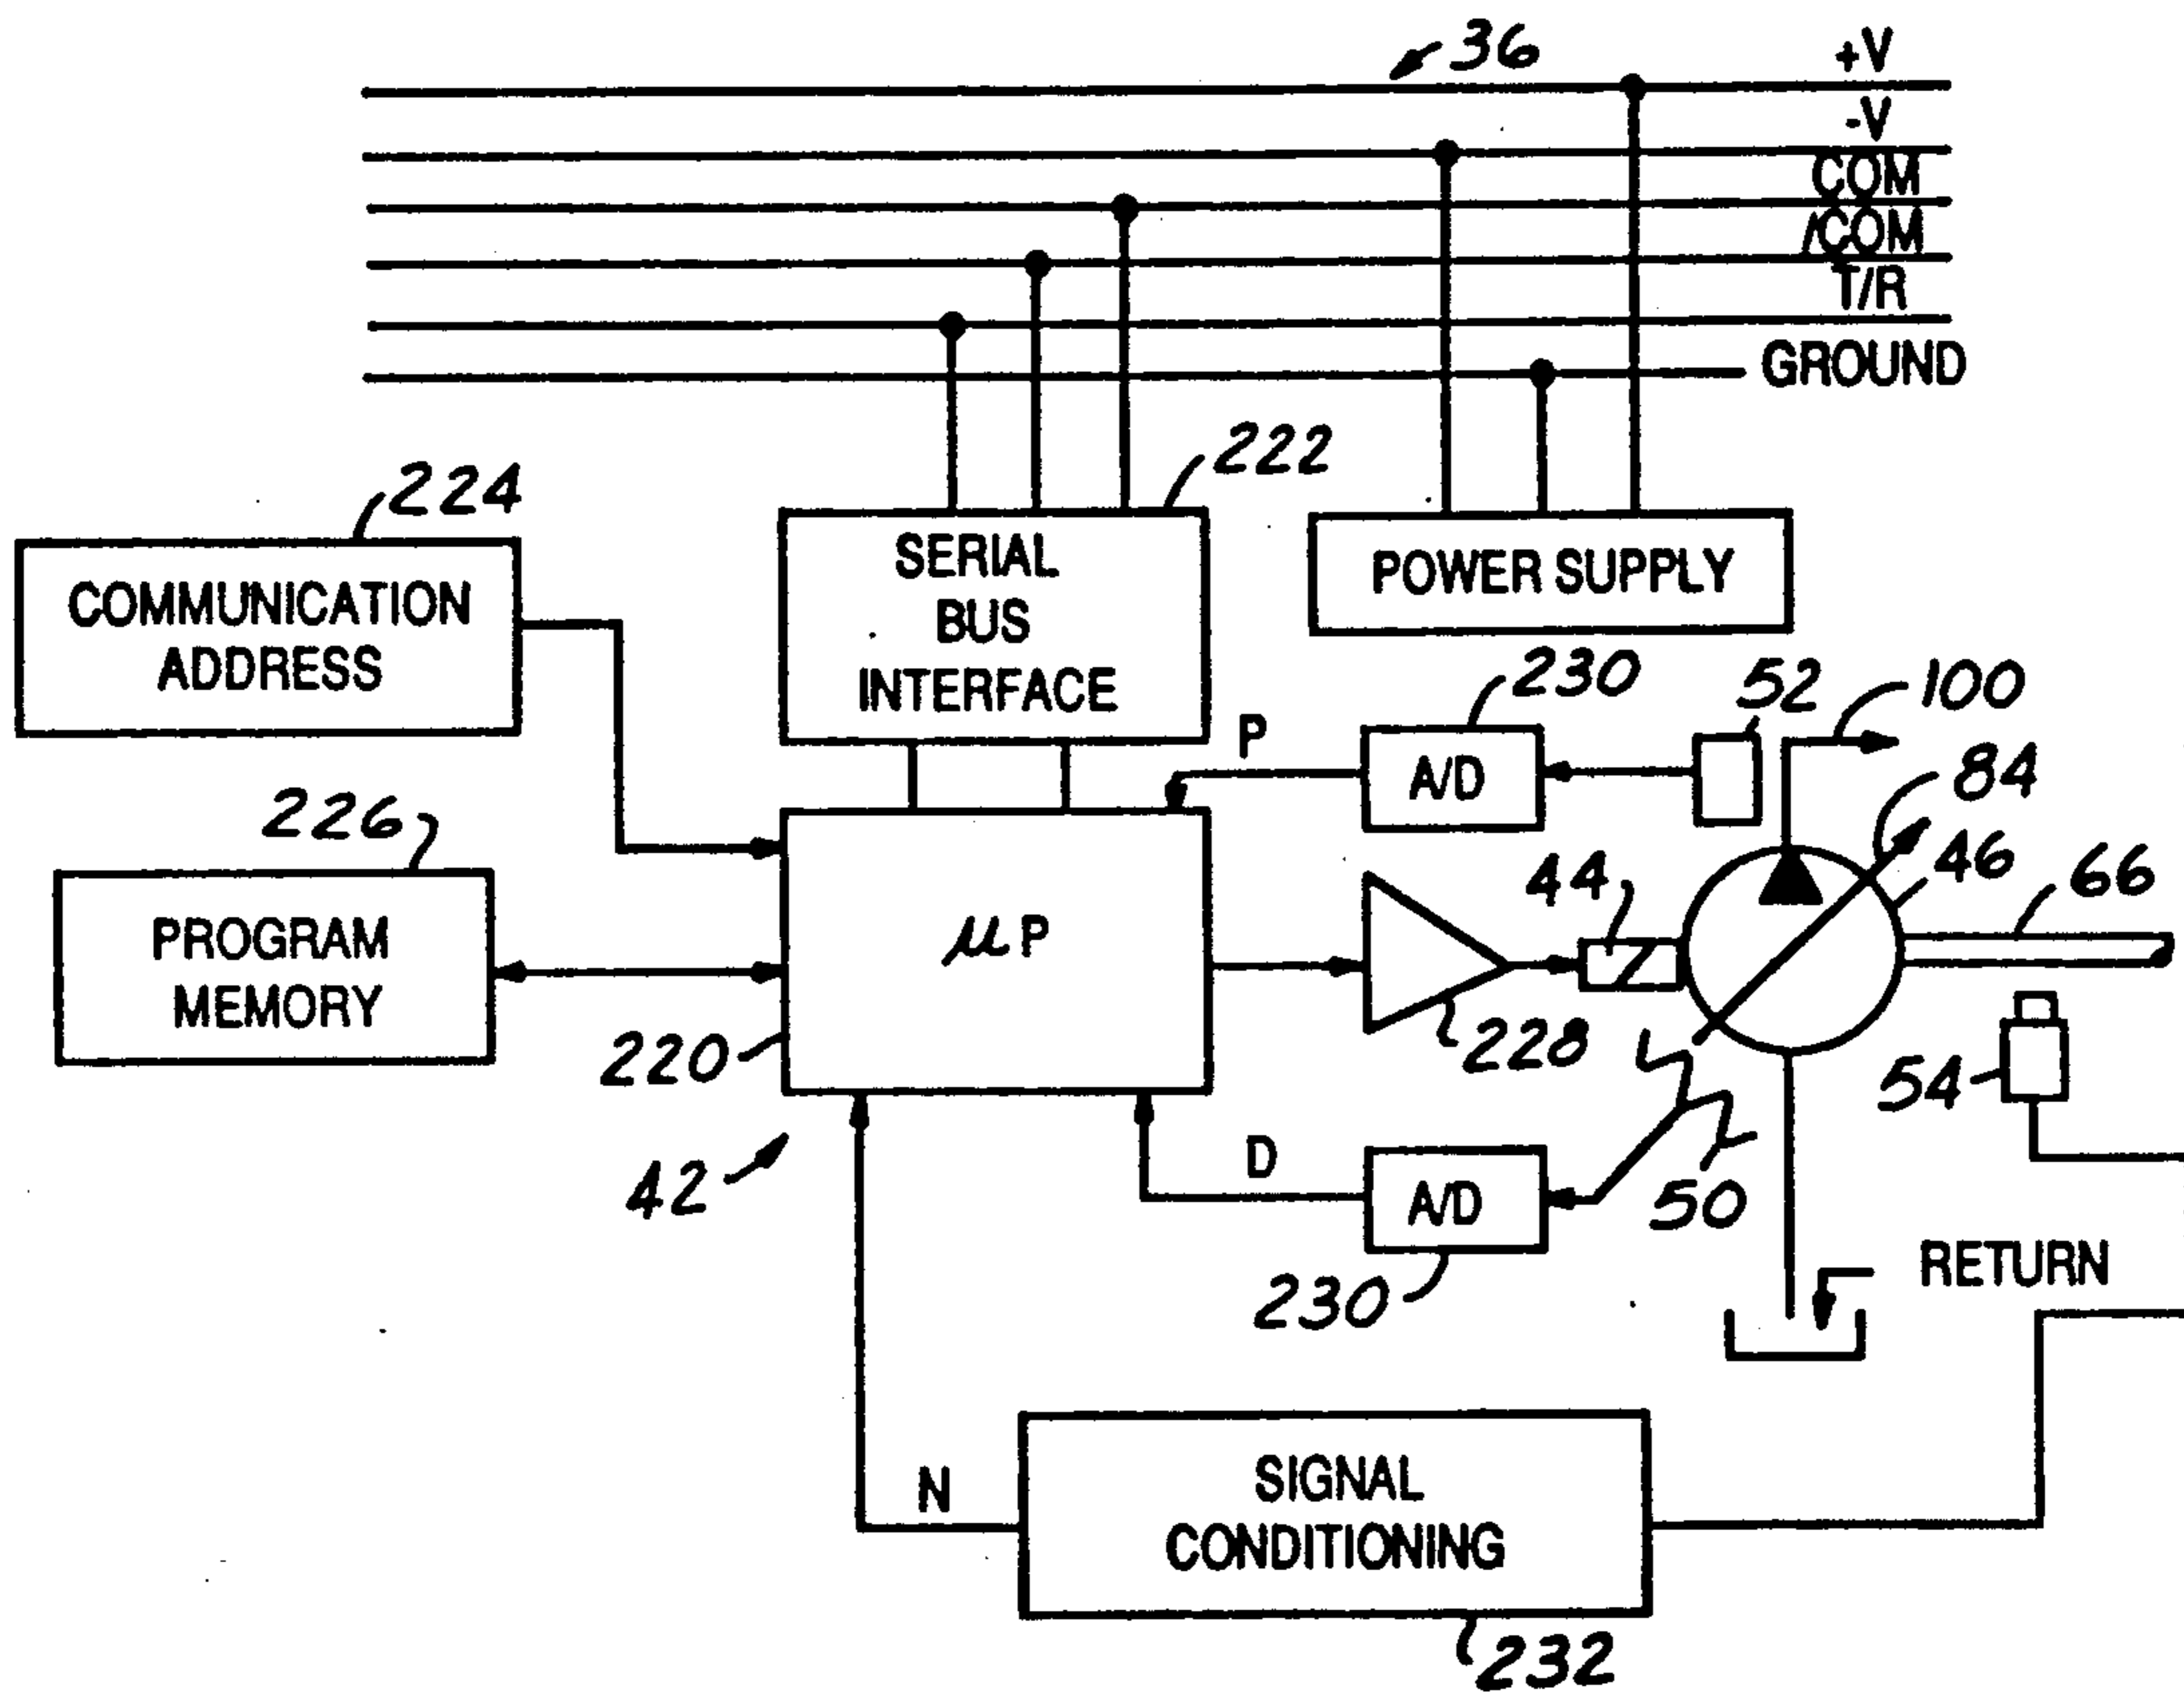 36
+V
-V
COM
/COM
T/R
GROUND
222
224
SERIAL
BUS
INTERFACE
POWER SUPPLY
COMMUNICATION
ADDRESS
230
52
100
P
A/D
84
226
44
46
66
PROGRAM
MEMORY
μP
220
228
54
42
D
A/D
50
230
RETURN
N
SIGNAL
CONDITIONING
232